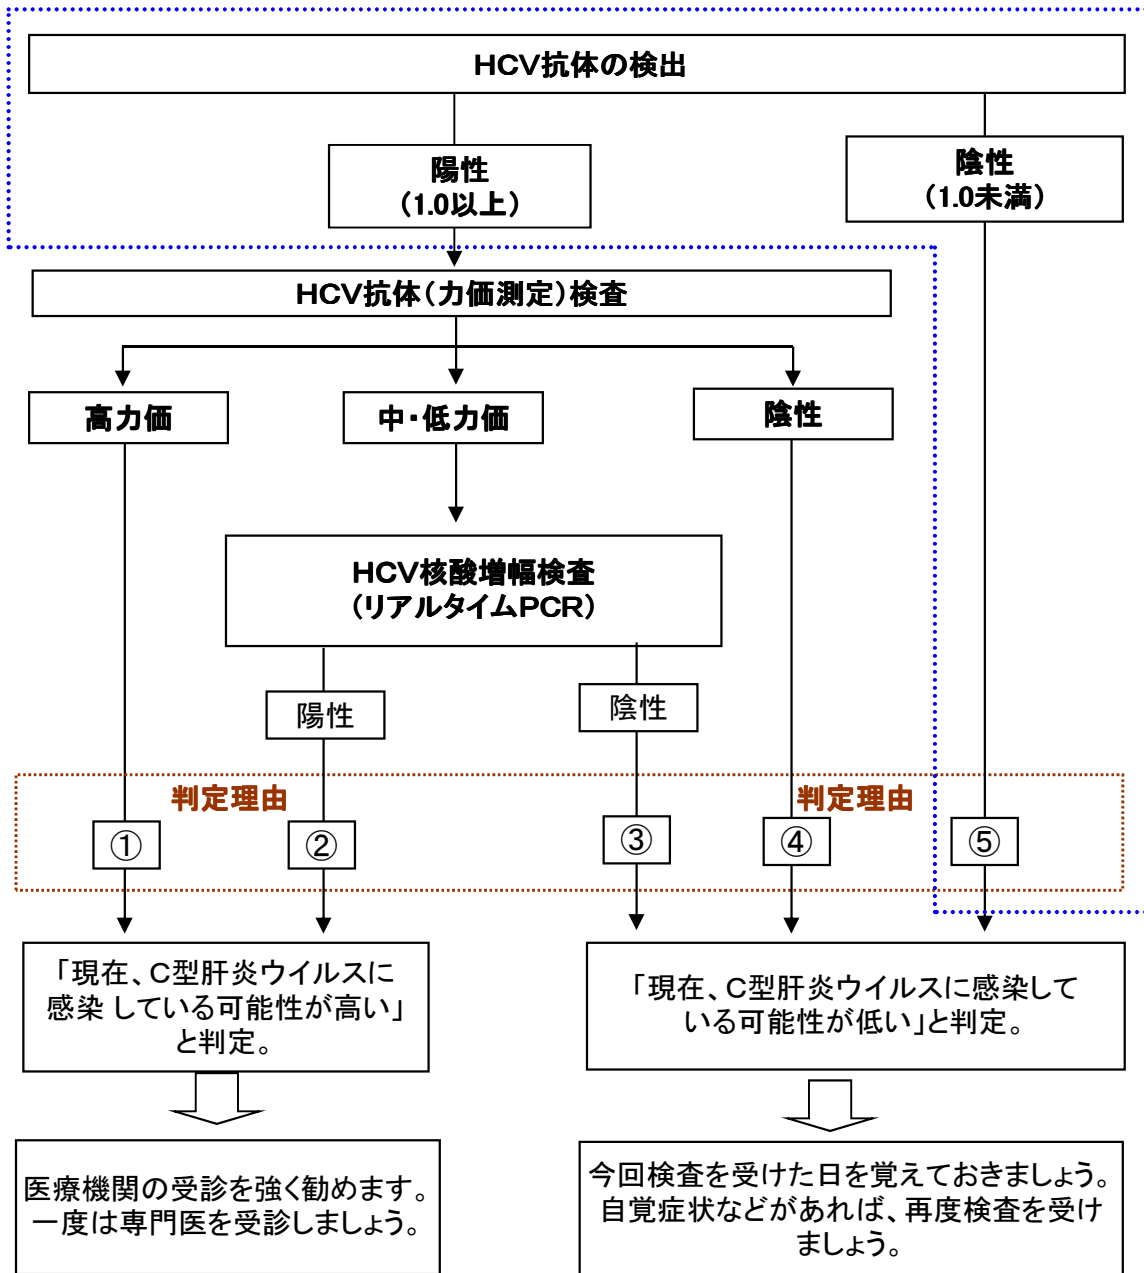 HCV抗体の検出
陽性
（1.0以上）
陰性
（1.0未満）
HCV抗体（力価測定）検査
高力価
中・低力価
陰性
HCV核酸増幅検査
（リアルタイムPCR）
陽性
陰性
判定理由
判定理由
①
②
③
④
⑤
「現在、C型肝炎ウイルスに
感染 している可能性が高い」
と判定。
「現在、C型肝炎ウイルスに感染して
いる可能性が低い」と判定。
医療機関の受診を強く勧めます。
一度は専門医を受診しましょう。
今回検査を受けた日を覚えておきましょう。
自覚症状などがあれば、再度検査を受け
ましょう。